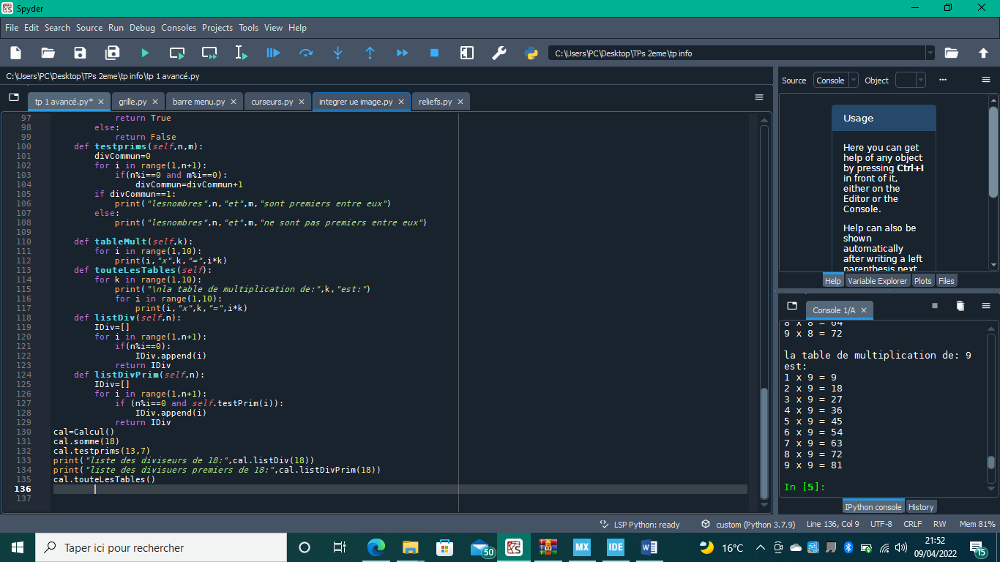 Spyder
File Edit Search Source Run Debug Consoles Projects Tools View Help
C:\Users\PC\Desktop\TPs 2eme\tp info
C:\Users\PC\Desktop\TPs 2eme\tp info\tp 1 avancé.py
tp 1 avancé.py* grille.py barre menu.py curseurs.py integrer ue image.py reliefs.py
97 return True
98 else:
99 return False
100 def testprims(self,n,m):
101 divCommun=0
102 for i in range(1,n+1):
103 if(n%i==0 and m%i==0):
104 divCommun=divCommun+1
105 if divCommun==1:
106 print("lesnombres",n,"et",m,"sont premiers entre eux")
107 else:
108 print("lesnombres",n,"et",m,"ne sont pas premiers entre eux")
109
110 def tableMult(self,k):
111 for i in range(1,10):
112 print(i,"x",k,"=",i*k)
113 def touteLesTables(self):
114 for k in range(1,10):
115 print("\nla table de multiplication de:",k,"est:")
116 for i in range(1,10):
117 print(i,"x",k,"=",i*k)
118 def listDiv(self,n):
119 IDiv=[]
120 for i in range(1,n+1):
121 if(n%i==0):
122 IDiv.append(i)
123 return IDiv
124 def listDivPrim(self,n):
125 IDiv=[]
126 for i in range(1,n+1):
127 if (n%i==0 and self.testPrim(i)):
128 IDiv.append(i)
129 return IDiv
130 cal=Calcul()
131 cal.somme(18)
132 cal.testprims(13,7)
133 print("liste des diviseurs de 18:",cal.listDiv(18))
134 print("liste des divisuers premiers de 18:",cal.listDivPrim(18))
135 cal.touteLesTables()
136
137
Source Console Object
Usage
Here you can get
help of any object
by pressing Ctrl+I
in front of it,
either on the
Editor or the
Console.
Help can also be
shown
automatically
after writing a left
parenthesis next
Help Variable Explorer Plots Files
Console 1/A
8 x 8 = 64
9 x 8 = 72
la table de multiplication de: 9
est:
1 x 9 = 9
2 x 9 = 18
3 x 9 = 27
4 x 9 = 36
5 x 9 = 45
6 x 9 = 54
7 x 9 = 63
8 x 9 = 72
9 x 9 = 81
In [5]:
IPython console History
LSP Python: ready custom (Python 3.7.9) Line 136, Col 9 UTF-8 CRLF RW Mem 81%
Taper ici pour rechercher
50
MX
IDE
16°C
21:52
09/04/2022
15